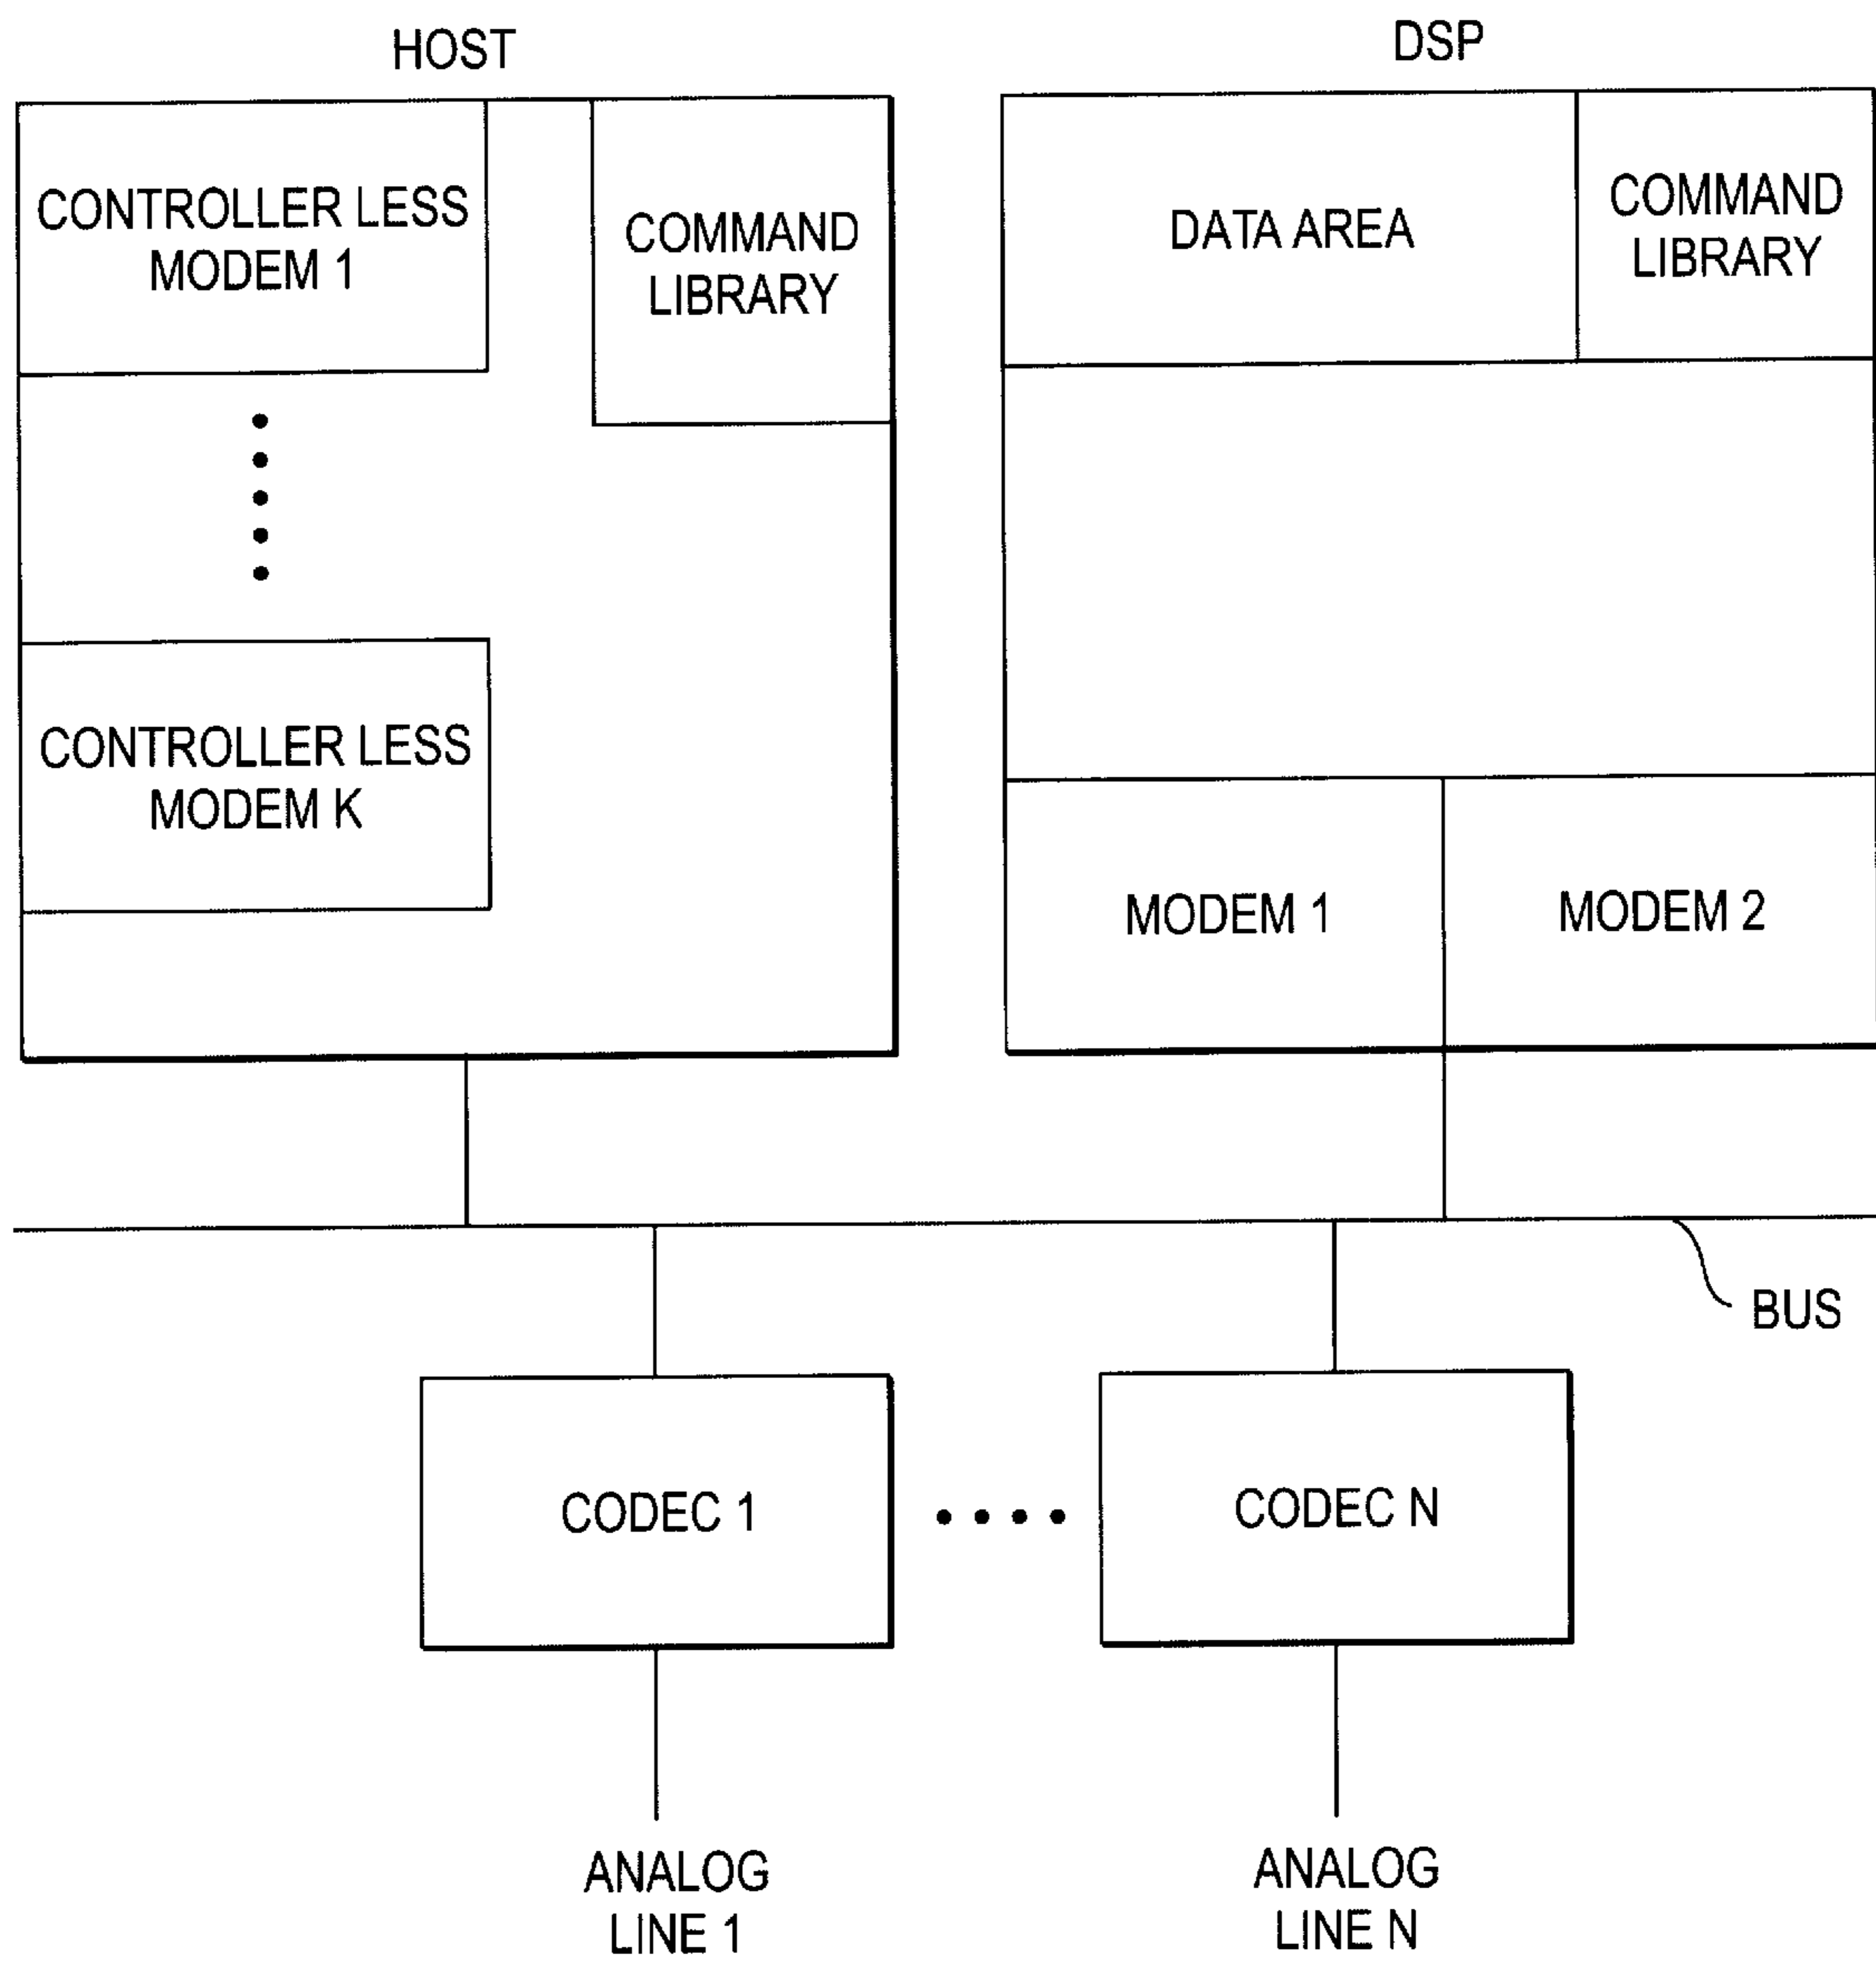 HOST
DSP
CONTROLLER LESS
MODEM 1
COMMAND
LIBRARY
DATA AREA
COMMAND
LIBRARY
CONTROLLER LESS
MODEM K
MODEM 1
MODEM 2
BUS
CODEC 1
CODEC N
ANALOG
LINE 1
ANALOG
LINE N